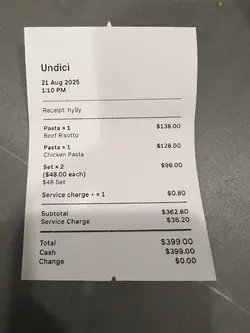 Undici
21 Aug 2025
1:10 PM
Pasta × 1 $138.00
Beef Risotto
Pasta × 1 $128.00
Chicken Pasta
Set × 2 $96.00
($48.00 each)
$48 Set
Service charge × 1 $0.80
Subtotal $362.80
Service Charge $36.20
Total $399.00
Cash $399.00
Change $0.00